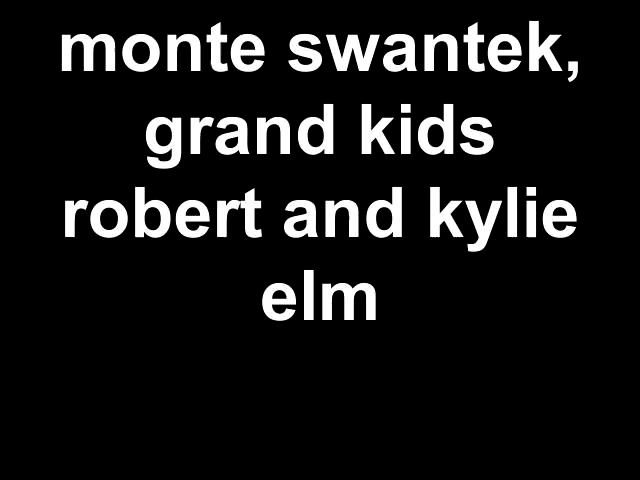 monte swantek,
grand kids
robert and kylie
elm